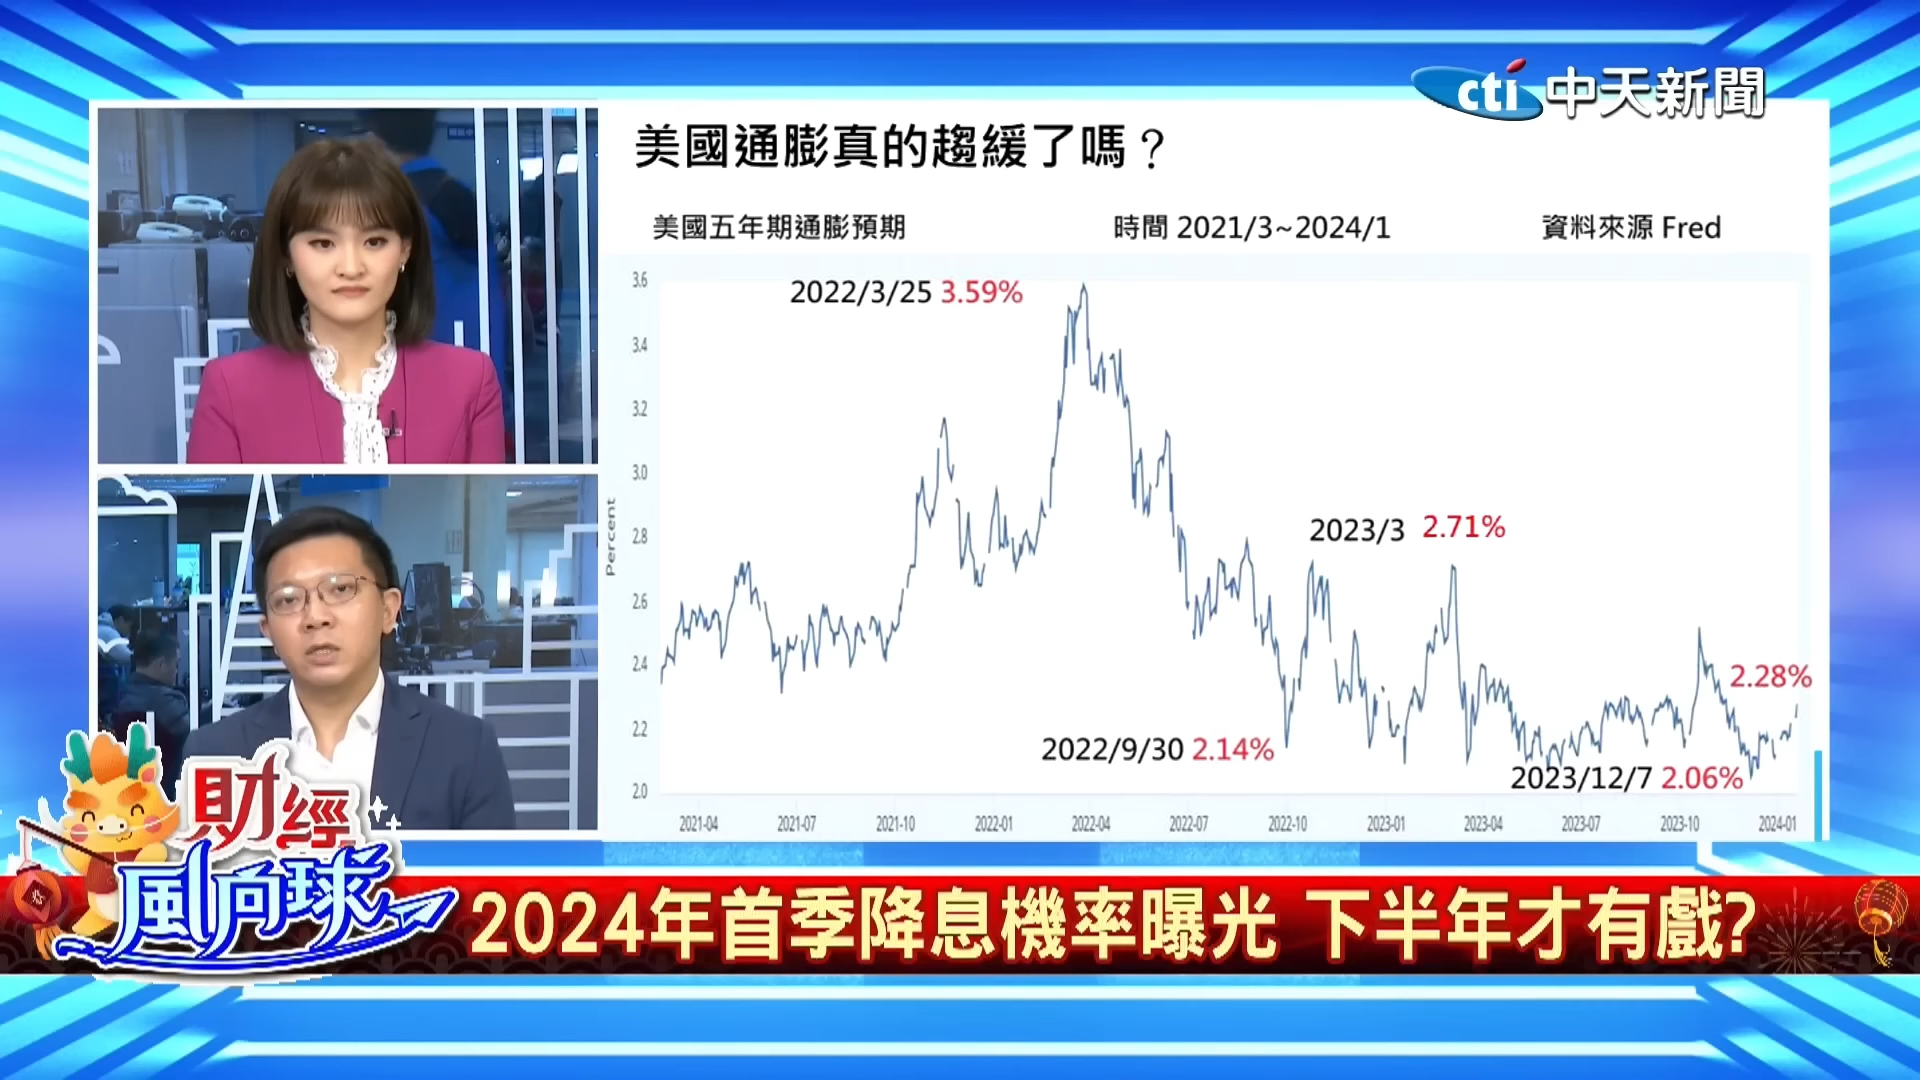 cti 中天新聞
美國通膨真的趨緩了嗎？
美國五年期通膨預期 時間 2021/3~2024/1 資料來源 Fred
Percent
3.6
3.4
3.2
3.0
2.8
2.6
2.4
2.2
2.0
2022/3/25 3.59%
2023/3 2.71%
2.28%
2022/9/30 2.14%
2023/12/7 2.06%
2021-04 2021-07 2021-10 2022-01 2022-04 2022-07 2022-10 2023-01 2023-04 2023-07 2023-10 2024-01
財經
風向球
2024年首季降息機率曝光 下半年才有戲?